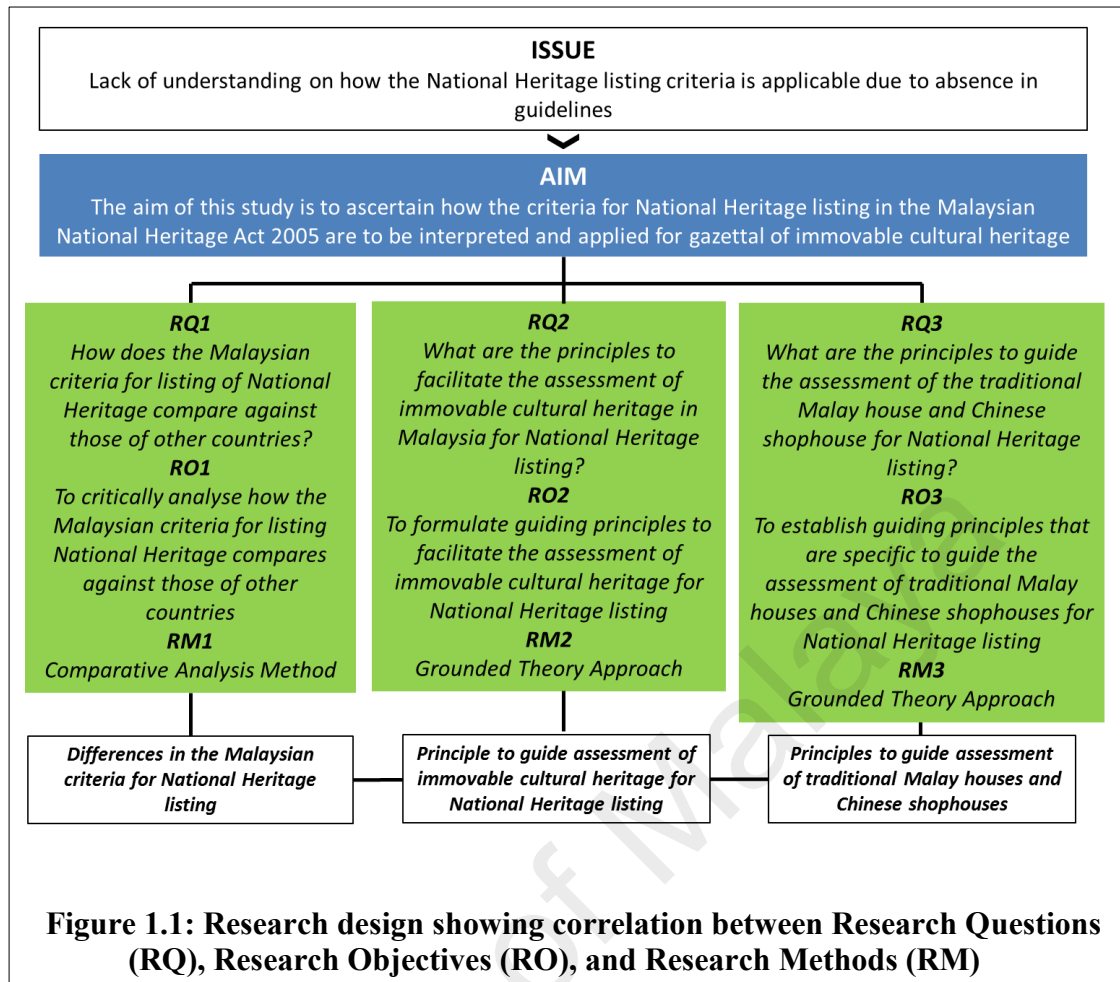 ISSUE
Lack of understanding on how the National Heritage listing criteria is applicable due to absence in
guidelines
AIM
The aim of this study is to ascertain how the criteria for National Heritage listing in the Malaysian
National Heritage Act 2005 are to be interpreted and applied for gazettal of immovable cultural heritage
RQ1
How does the Malaysian
criteria for listing of National
Heritage compare against
those of other countries?
RO1
To critically analyse how the
Malaysian criteria for listing
National Heritage compares
against those of other
countries
RM1
Comparative Analysis Method
RQ2
What are the principles to
facilitate the assessment of
immovable cultural heritage in
Malaysia for National Heritage
listing?
RO2
To formulate guiding principles to
facilitate the assessment of
immovable cultural heritage for
National Heritage listing
RM2
Grounded Theory Approach
RQ3
What are the principles to guide
the assessment of the traditional
Malay house and Chinese
shophouse for National Heritage
listing?
RO3
To establish guiding principles that
are specific to guide the
assessment of traditional Malay
houses and Chinese shophouses for
National Heritage listing
RM3
Grounded Theory Approach
Differences in the Malaysian
criteria for National Heritage
listing
Principle to guide assessment of
immovable cultural heritage for
National Heritage listing
Principles to guide assessment
of traditional Malay houses and
Chinese shophouses
of Malaya
Figure 1.1: Research design showing correlation between Research Questions
(RQ), Research Objectives (RO), and Research Methods (RM)